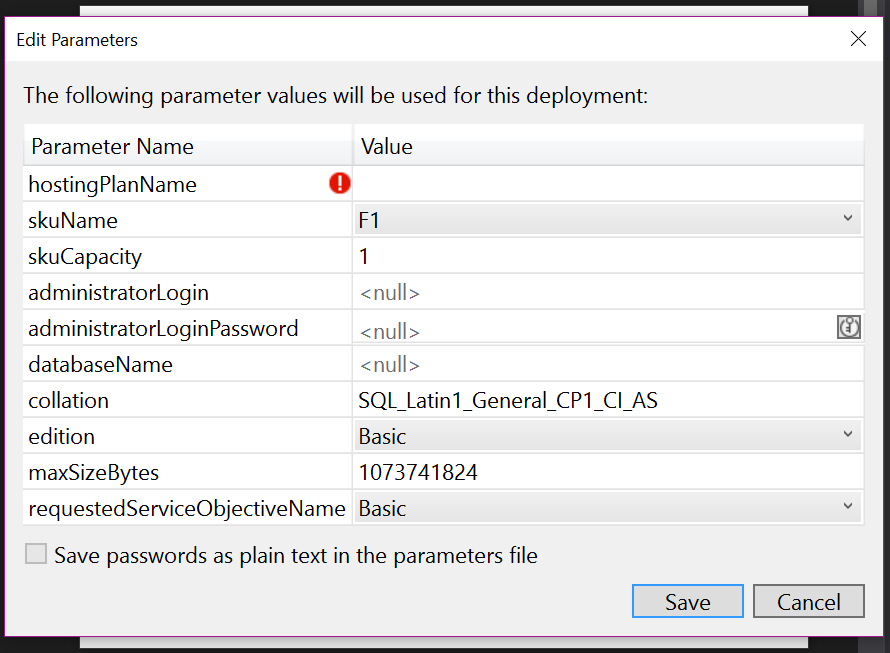 Edit Parameters
The following parameter values will be used for this deployment:
Parameter Name Value
hostingPlanName
skuName F1
skuCapacity 1
administratorLogin <null>
administratorLoginPassword <null>
databaseName <null>
collation SQL_Latin1_General_CP1_CI_AS
edition Basic
maxSizeBytes 1073741824
requestedServiceObjectiveName Basic
Save passwords as plain text in the parameters file
Save Cancel